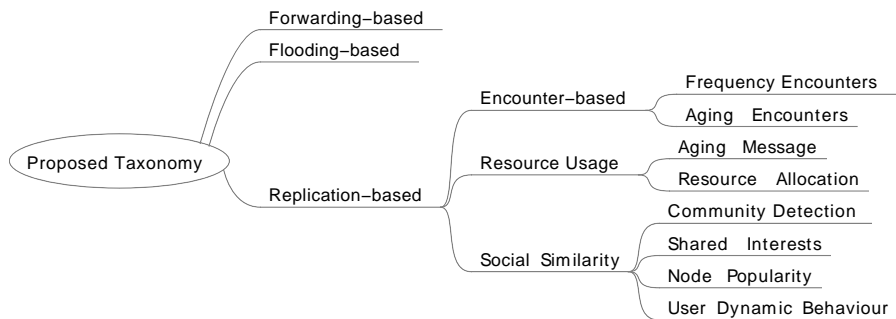 Forwarding−based
Flooding−based
Proposed Taxonomy
Replication−based
Encounter−based
Frequency Encounters
Aging Encounters
Resource Usage
Aging Message
Resource Allocation
Social Similarity
Community Detection
Shared Interests
Node Popularity
User Dynamic Behaviour